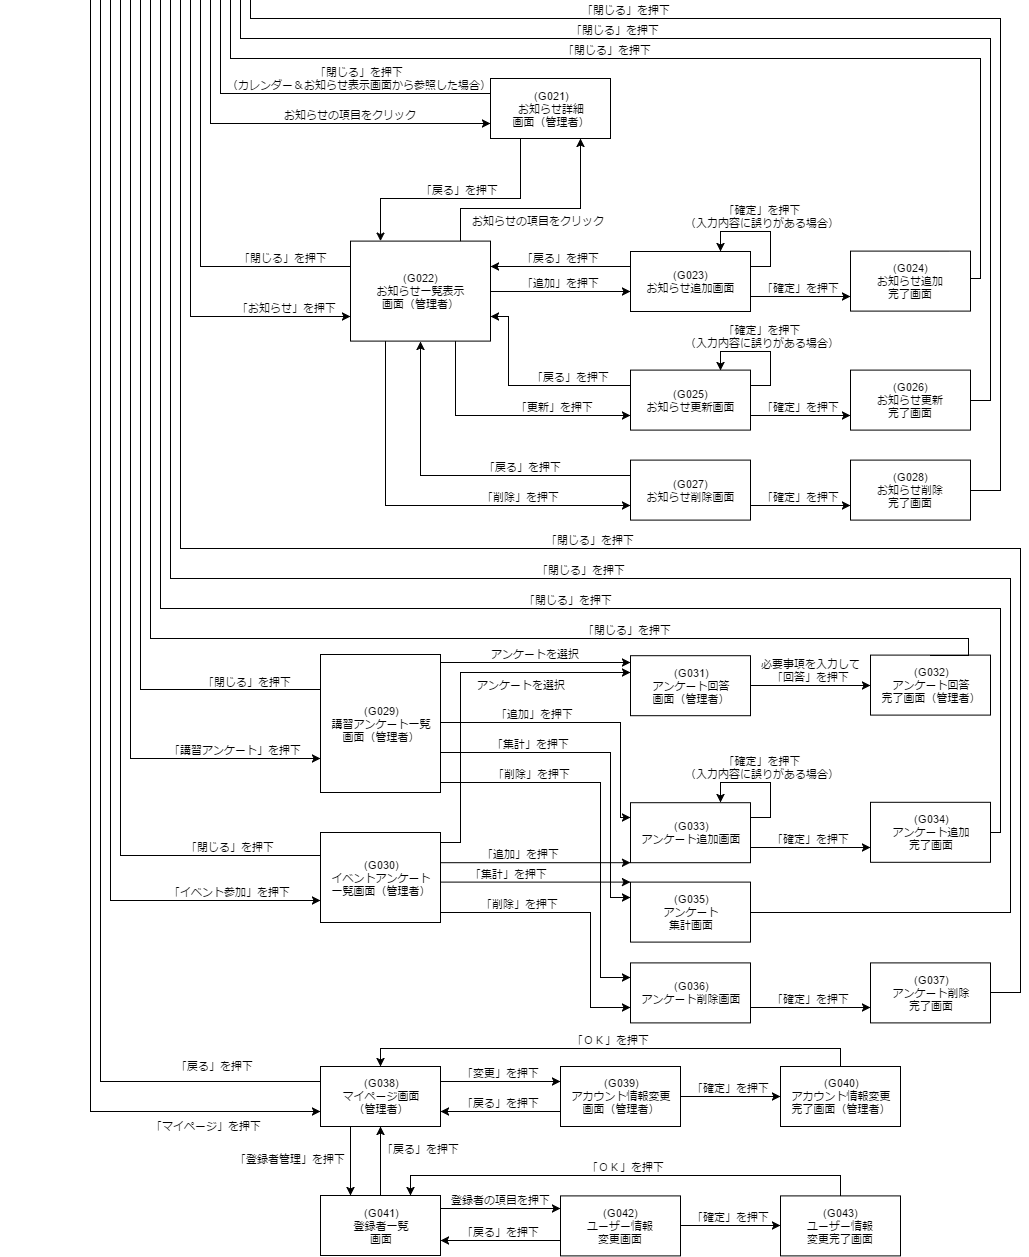 「閉じる」を押下
「閉じる」を押下
「閉じる」を押下
「閉じる」を押下
（カレンダー＆お知らせ表示画面から参照した場合）
(G021)
お知らせ詳細
画面（管理者）
お知らせの項目をクリック
「戻る」を押下
お知らせの項目をクリック
「確定」を押下
（入力内容に誤りがある場合）
「閉じる」を押下
(G022)
お知らせ一覧表示
画面（管理者）
「戻る」を押下
「追加」を押下
(G023)
お知らせ追加画面
「確定」を押下
(G024)
お知らせ追加
完了画面
「お知らせ」を押下
「確定」を押下
（入力内容に誤りがある場合）
「戻る」を押下
「更新」を押下
(G025)
お知らせ更新画面
「確定」を押下
(G026)
お知らせ更新
完了画面
「戻る」を押下
「削除」を押下
(G027)
お知らせ削除画面
「確定」を押下
(G028)
お知らせ削除
完了画面
「閉じる」を押下
「閉じる」を押下
「閉じる」を押下
「閉じる」を押下
アンケートを選択
アンケートを選択
(G031)
アンケート回答
画面（管理者）
必要事項を入力して
「回答」を押下
(G032)
アンケート回答
完了画面（管理者）
「閉じる」を押下
(G029)
講習アンケート一覧
画面（管理者）
「追加」を押下
「集計」を押下
「削除」を押下
「講習アンケート」を押下
「確定」を押下
（入力内容に誤りがある場合）
(G033)
アンケート追加画面
「確定」を押下
(G034)
アンケート追加
完了画面
「閉じる」を押下
(G030)
イベントアンケート
一覧画面（管理者）
「追加」を押下
「集計」を押下
「削除」を押下
「イベント参加」を押下
(G035)
アンケート
集計画面
(G036)
アンケート削除画面
「確定」を押下
(G037)
アンケート削除
完了画面
「ＯＫ」を押下
「戻る」を押下
(G038)
マイページ画面
（管理者）
「変更」を押下
「戻る」を押下
(G039)
アカウント情報変更
画面（管理者）
「確定」を押下
(G040)
アカウント情報変更
完了画面（管理者）
「マイページ」を押下
「登録者管理」を押下
「戻る」を押下
「ＯＫ」を押下
(G041)
登録者一覧
画面
登録者の項目を押下
「戻る」を押下
(G042)
ユーザー情報
変更画面
「確定」を押下
(G043)
ユーザー情報
変更完了画面